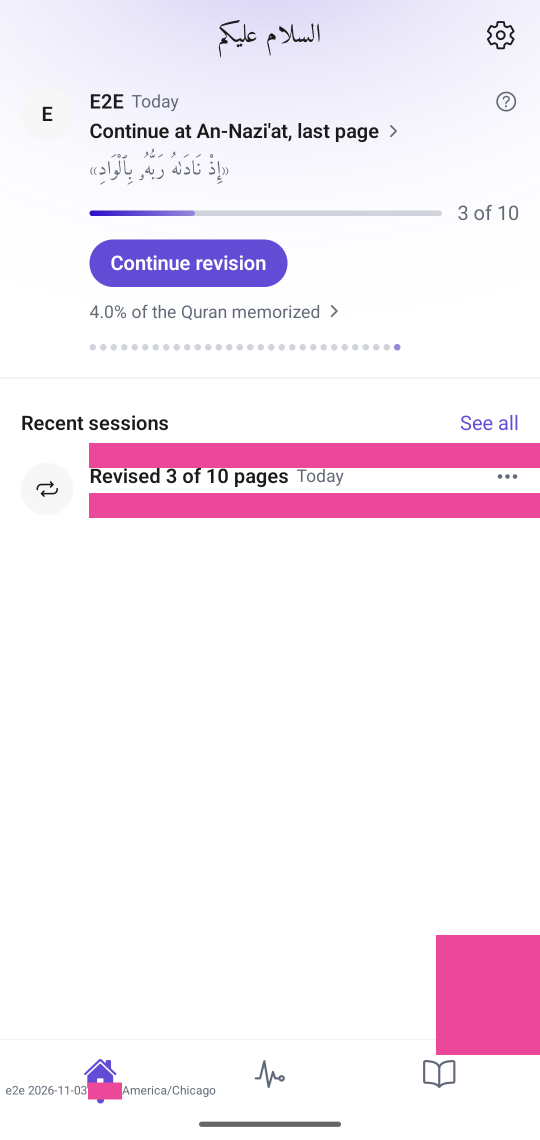 السلام عليكم
E
E2E Today
Continue at An-Nazi'at, last page
«إِذْ نَادَىٰهُ رَبُّهُۥ بِٱلْوَادِ»
3 of 10
Continue revision
4.0% of the Quran memorized
Recent sessions
See all
Revised 3 of 10 pages Today
e2e 2026-11-03
America/Chicago